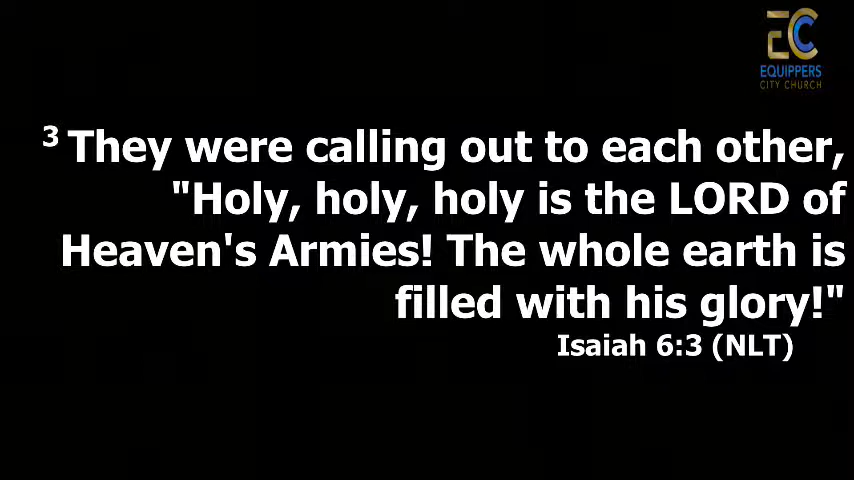 EC
EQUIPPERS
CITY CHURCH
3 They were calling out to each other,
"Holy, holy, holy is the LORD of
Heaven's Armies! The whole earth is
filled with his glory!"
Isaiah 6:3 (NLT)